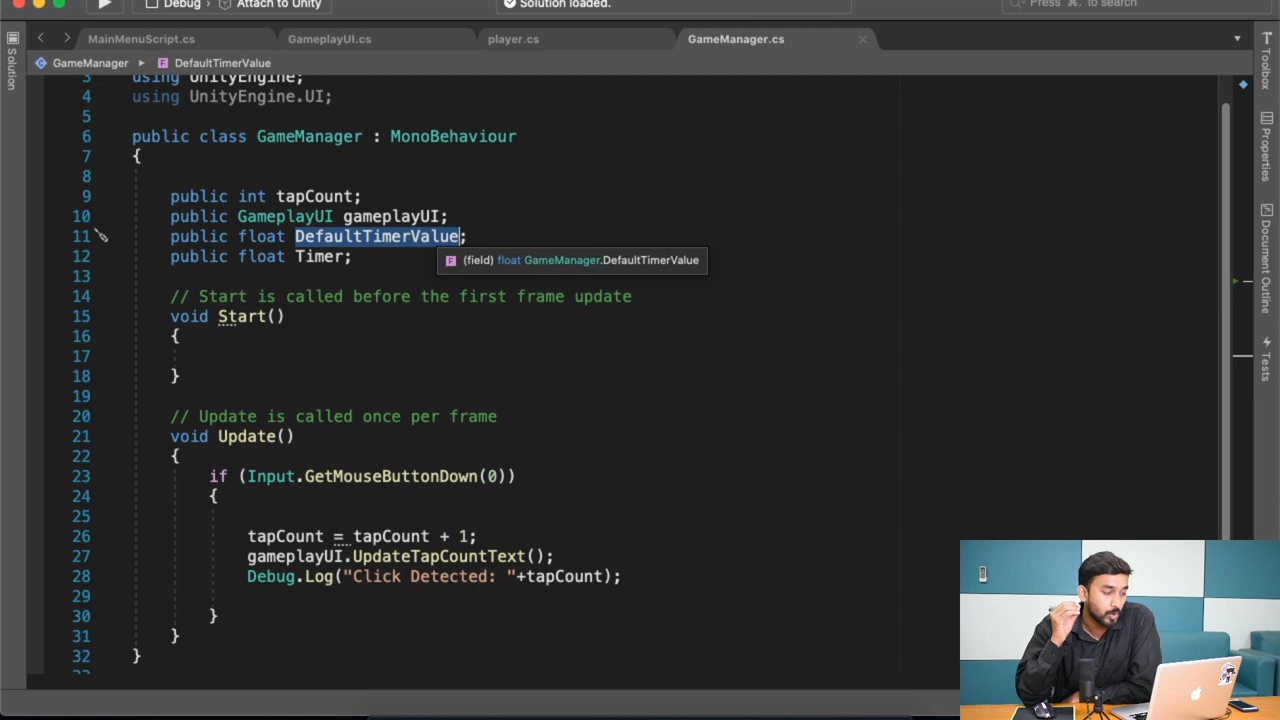 Debug
Attach to Unity
Solution loaded.
Press ⌘. to search
MainMenuScript.cs
GameplayUI.cs
player.cs
GameManager.cs
GameManager
DefaultTimerValue
Solution
Toolbox
Properties
Document Outline
Tests
3 using UnityEngine;
4 using UnityEngine.UI;
5
6 public class GameManager : MonoBehaviour
7 {
8
9 public int tapCount;
10 public GameplayUI gameplayUI;
11 public float DefaultTimerValue;
12 public float Timer;
(field) float GameManager.DefaultTimerValue
13
14 // Start is called before the first frame update
15 void Start()
16 {
17
18 }
19
20 // Update is called once per frame
21 void Update()
22 {
23 if (Input.GetMouseButtonDown(0))
24 {
25
26 tapCount = tapCount + 1;
27 gameplayUI.UpdateTapCountText();
28 Debug.Log("Click Detected: "+tapCount);
29
30 }
31 }
32 }